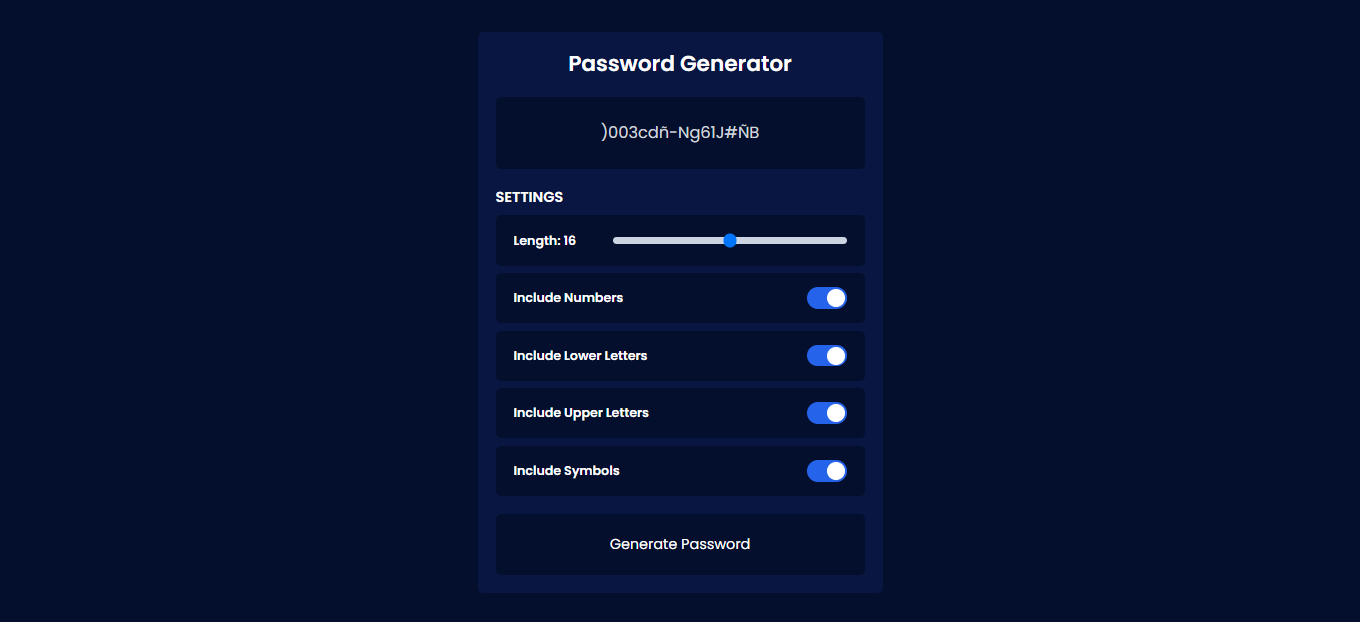 Password Generator
)003cdñ-Ng61J#ÑB
SETTINGS
Length: 16
Include Numbers
Include Lower Letters
Include Upper Letters
Include Symbols
Generate Password